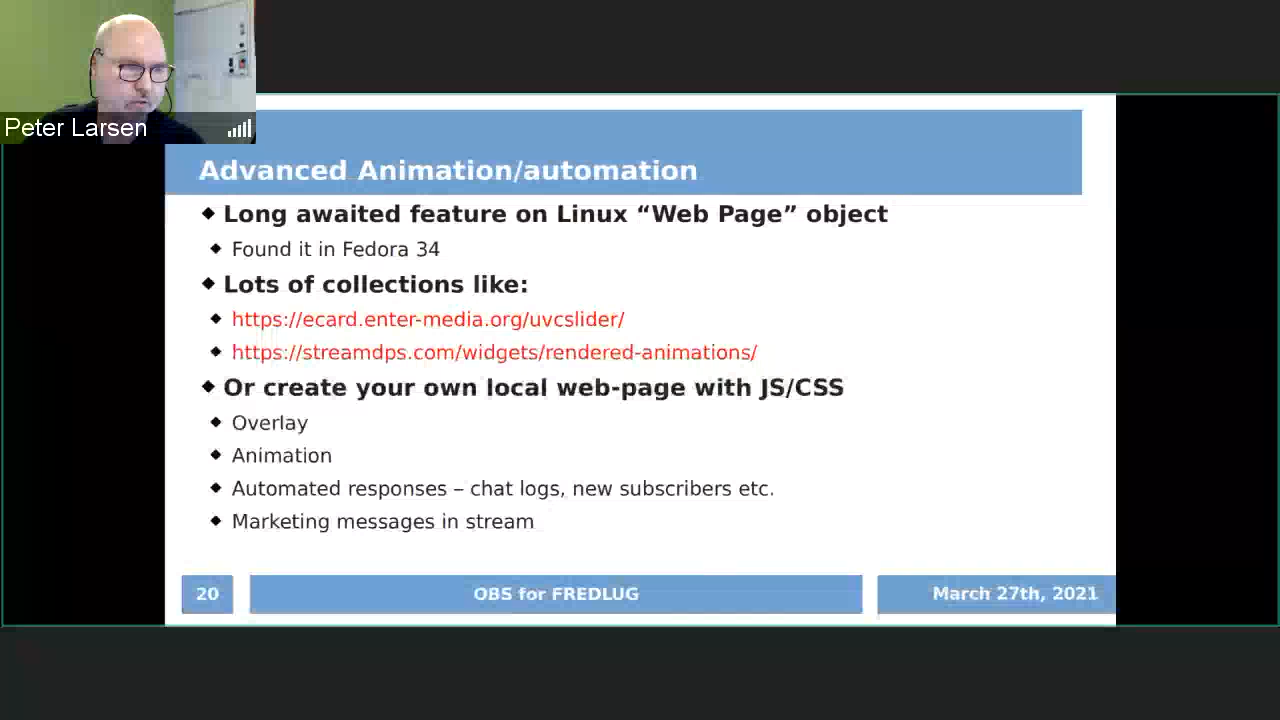 Peter Larsen
Advanced Animation/automation
Long awaited feature on Linux “Web Page” object
Found it in Fedora 34
Lots of collections like:
https://ecard.enter-media.org/uvcslider/
https://streamdps.com/widgets/rendered-animations/
Or create your own local web-page with JS/CSS
Overlay
Animation
Automated responses – chat logs, new subscribers etc.
Marketing messages in stream
20
OBS for FREDLUG
March 27th, 2021